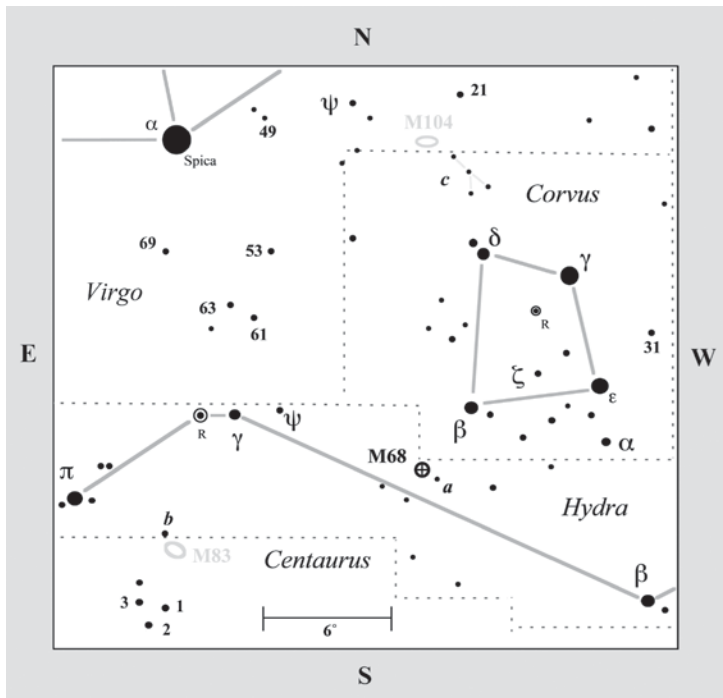 N
21
ψ
α
49
M104
Spica
c
Corvus
δ
69
53
γ
Virgo
63
61
R
31
E
W
ζ
ε
ψ
β
R
γ
α
M68
π
a
Hydra
b
M83
Centaurus
β
3
1
2
6°
S